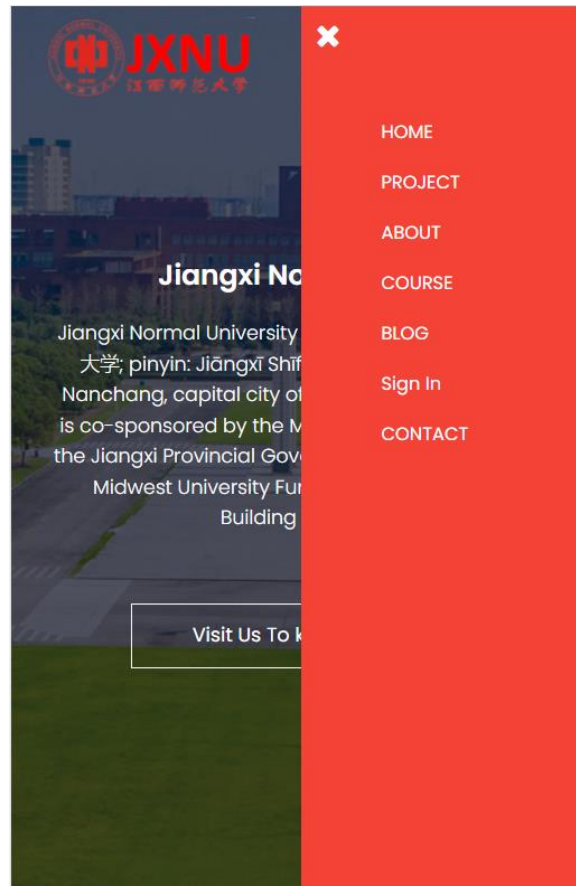 JXNU
江西师范大学
✖
HOME
PROJECT
ABOUT
COURSE
BLOG
Sign In
CONTACT
Jiangxi No
Jiangxi Normal University
大学; pinyin: Jiāngxī Shīf
Nanchang, capital city of
is co-sponsored by the M
the Jiangxi Provincial Gov
Midwest University Fur
Building
Visit Us To k